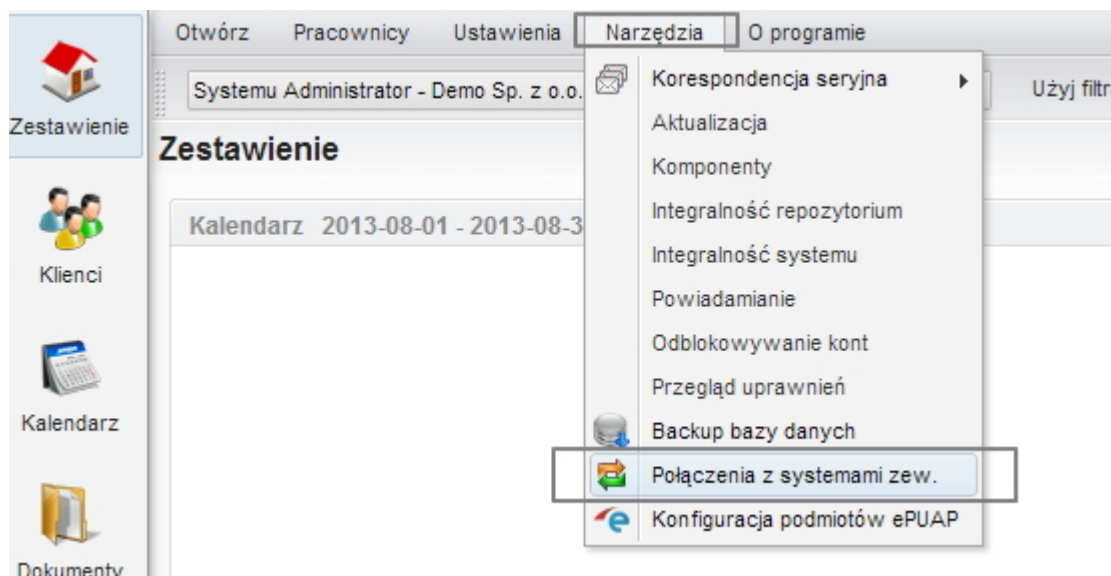 Otwórz Pracownicy Ustawienia Narzędzia O programie
Systemu Administrator - Demo Sp. z o.o.
Użyj filtr
Zestawienie
Zestawienie
Kalendarz 2013-08-01 - 2013-08-3
Klienci
Kalendarz
Dokumenty
Korespondencja seryjna
Aktualizacja
Komponenty
Integralność repozytorium
Integralność systemu
Powiadamianie
Odblokowywanie kont
Przegląd uprawnień
Backup bazy danych
Połączenia z systemami zew.
Konfiguracja podmiotów ePUAP